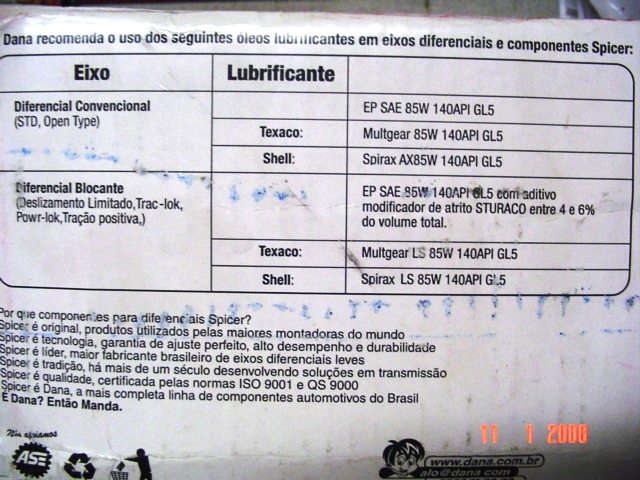 Dana recomenda o uso dos seguintes óleos lubrificantes em eixos diferenciais e componentes Spicer:
Eixo
Lubrificante
Diferencial Convencional
(STD, Open Type)
EP SAE 85W 140API GL5
Texaco:
Multgear 85W 140API GL5
Shell:
Spirax AX85W 140API GL5
Diferencial Blocante
(Deslizamento Limitado,Trac-lok,
Powr-lok,Tração positiva,)
EP SAE 85W 140API GL5 com aditivo
modificador de atrito STURACO entre 4 e 6%
do volume total.
Texaco:
Multgear LS 85W 140API GL5
Shell:
Spirax LS 85W 140API GL5
Por que componentes para diferenciais Spicer?
Spicer é original, produtos utilizados pelas maiores montadoras do mundo
Spicer é tecnologia, garantia de ajuste perfeito, alto desempenho e durabilidade
Spicer é líder, maior fabricante brasileiro de eixos diferenciais leves
Spicer é tradição, há mais de um século desenvolvendo soluções em transmissão
Spicer é qualidade, certificada pelas normas ISO 9001 e QS 9000
Spicer é Dana, a mais completa linha de componentes automotivos do Brasil
É Dana? Então Manda.
Nós apoiamos
ASE
www.dana.com.br
alo@dana.com
11 1 2008